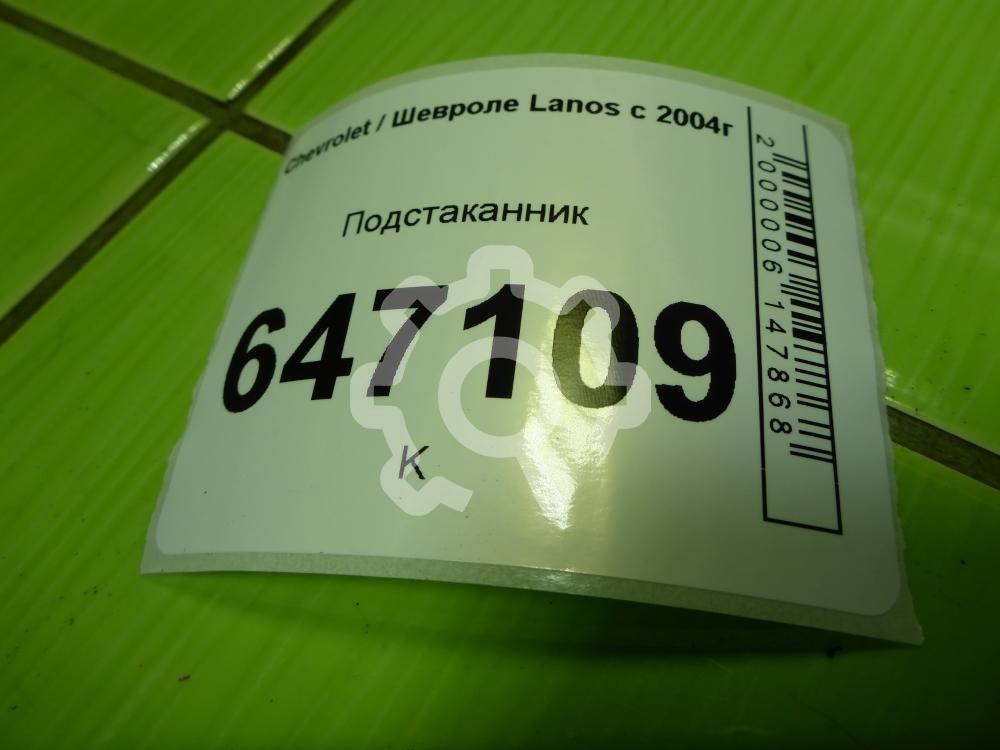 Chevrolet / Шевроле Lanos с 2004г
Подстаканник
647109
К
2000006147868